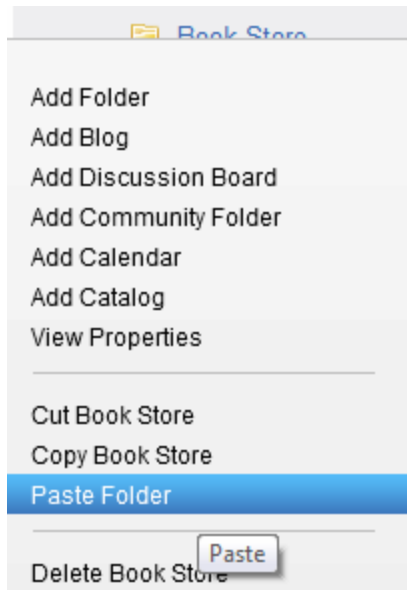 Book Store
Add Folder
Add Blog
Add Discussion Board
Add Community Folder
Add Calendar
Add Catalog
View Properties
Cut Book Store
Copy Book Store
Paste Folder
Paste
Delete Book Store